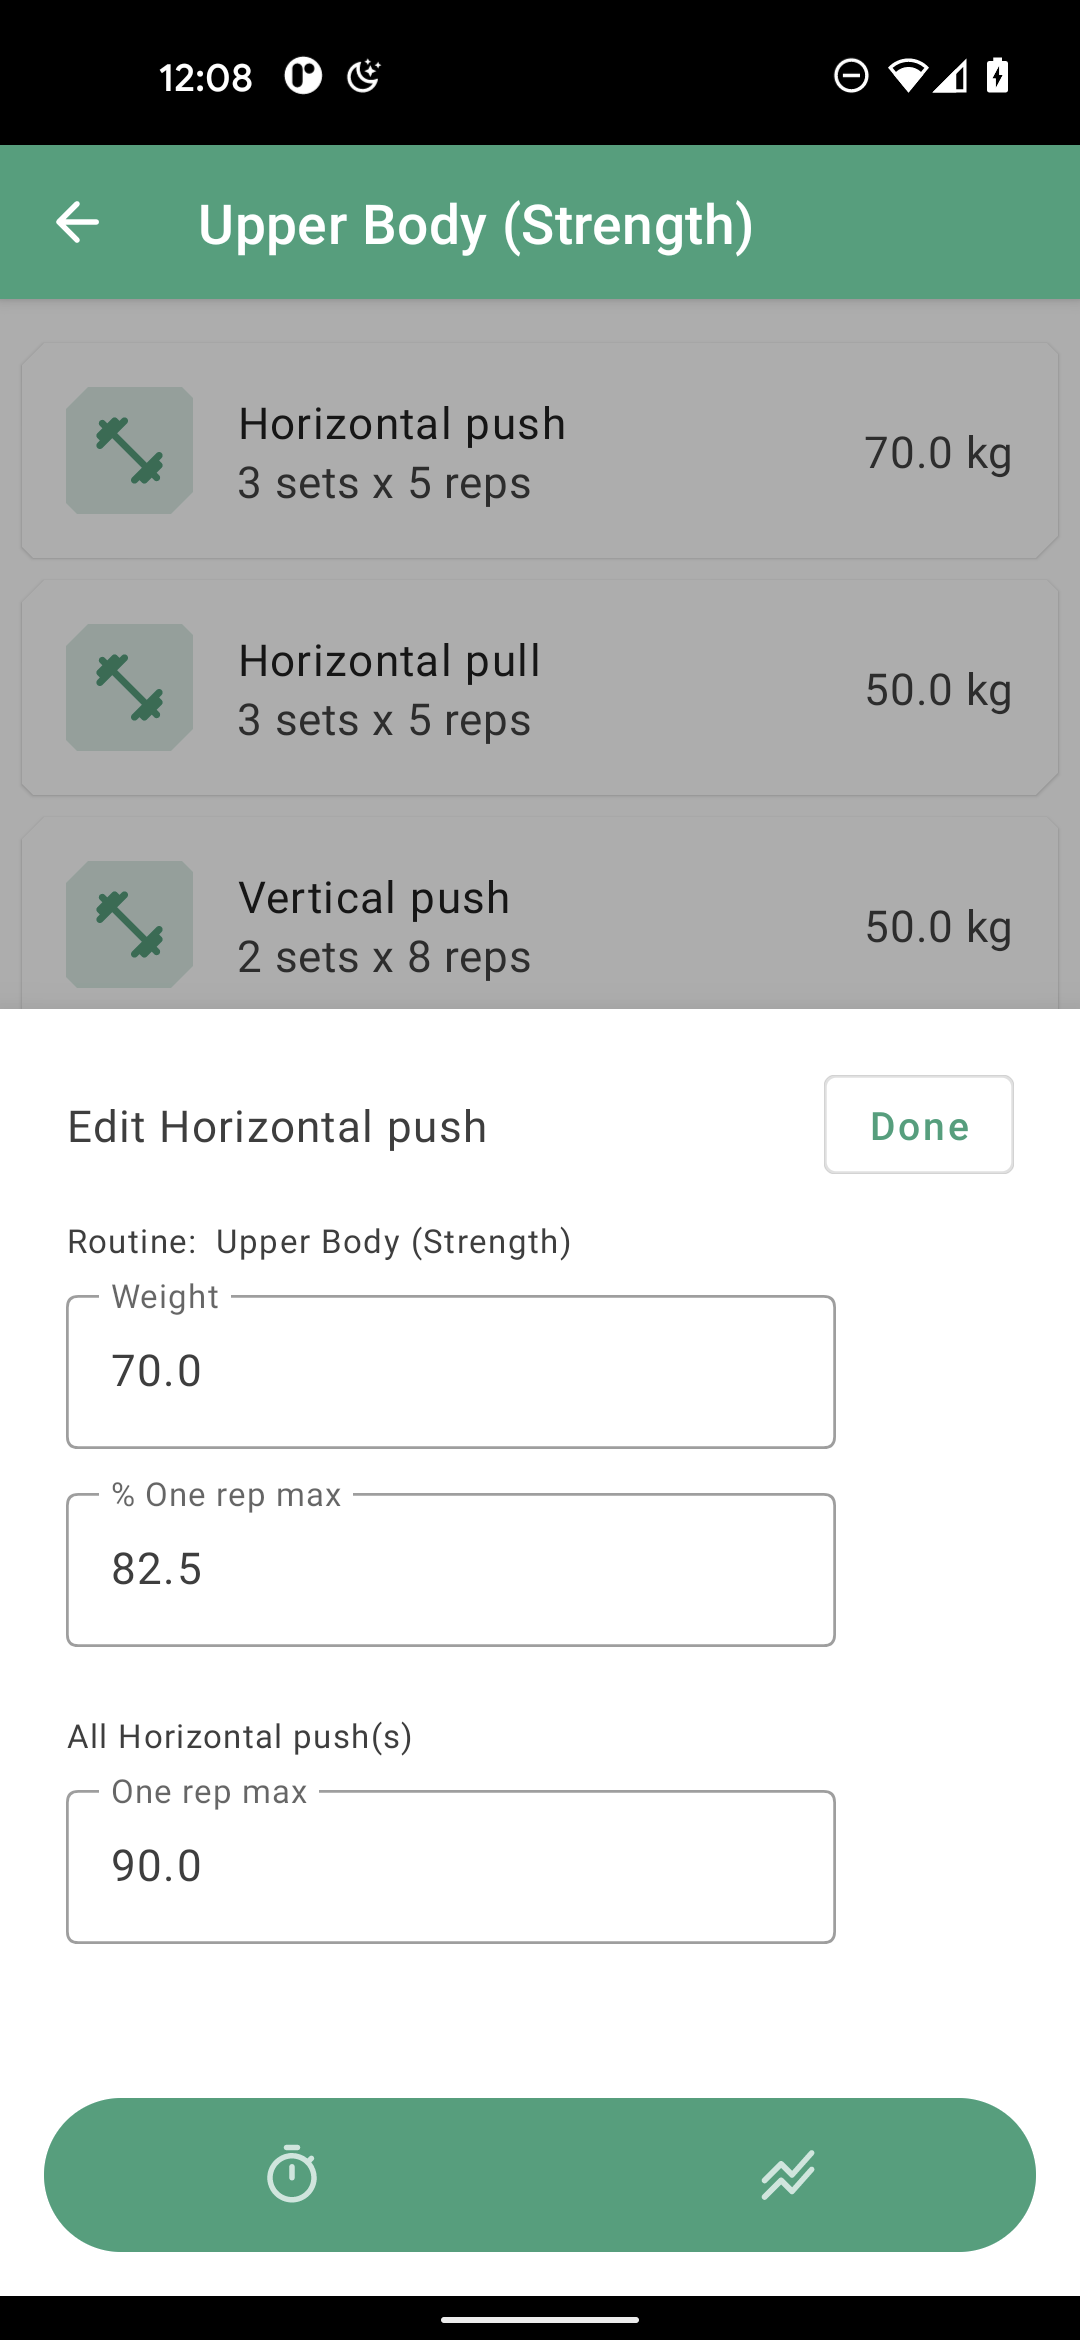 12:08
Upper Body (Strength)
Horizontal push
3 sets x 5 reps
70.0 kg
Horizontal pull
3 sets x 5 reps
50.0 kg
Vertical push
2 sets x 8 reps
50.0 kg
Edit Horizontal push
Done
Routine: Upper Body (Strength)
Weight
70.0
% One rep max
82.5
All Horizontal push(s)
One rep max
90.0